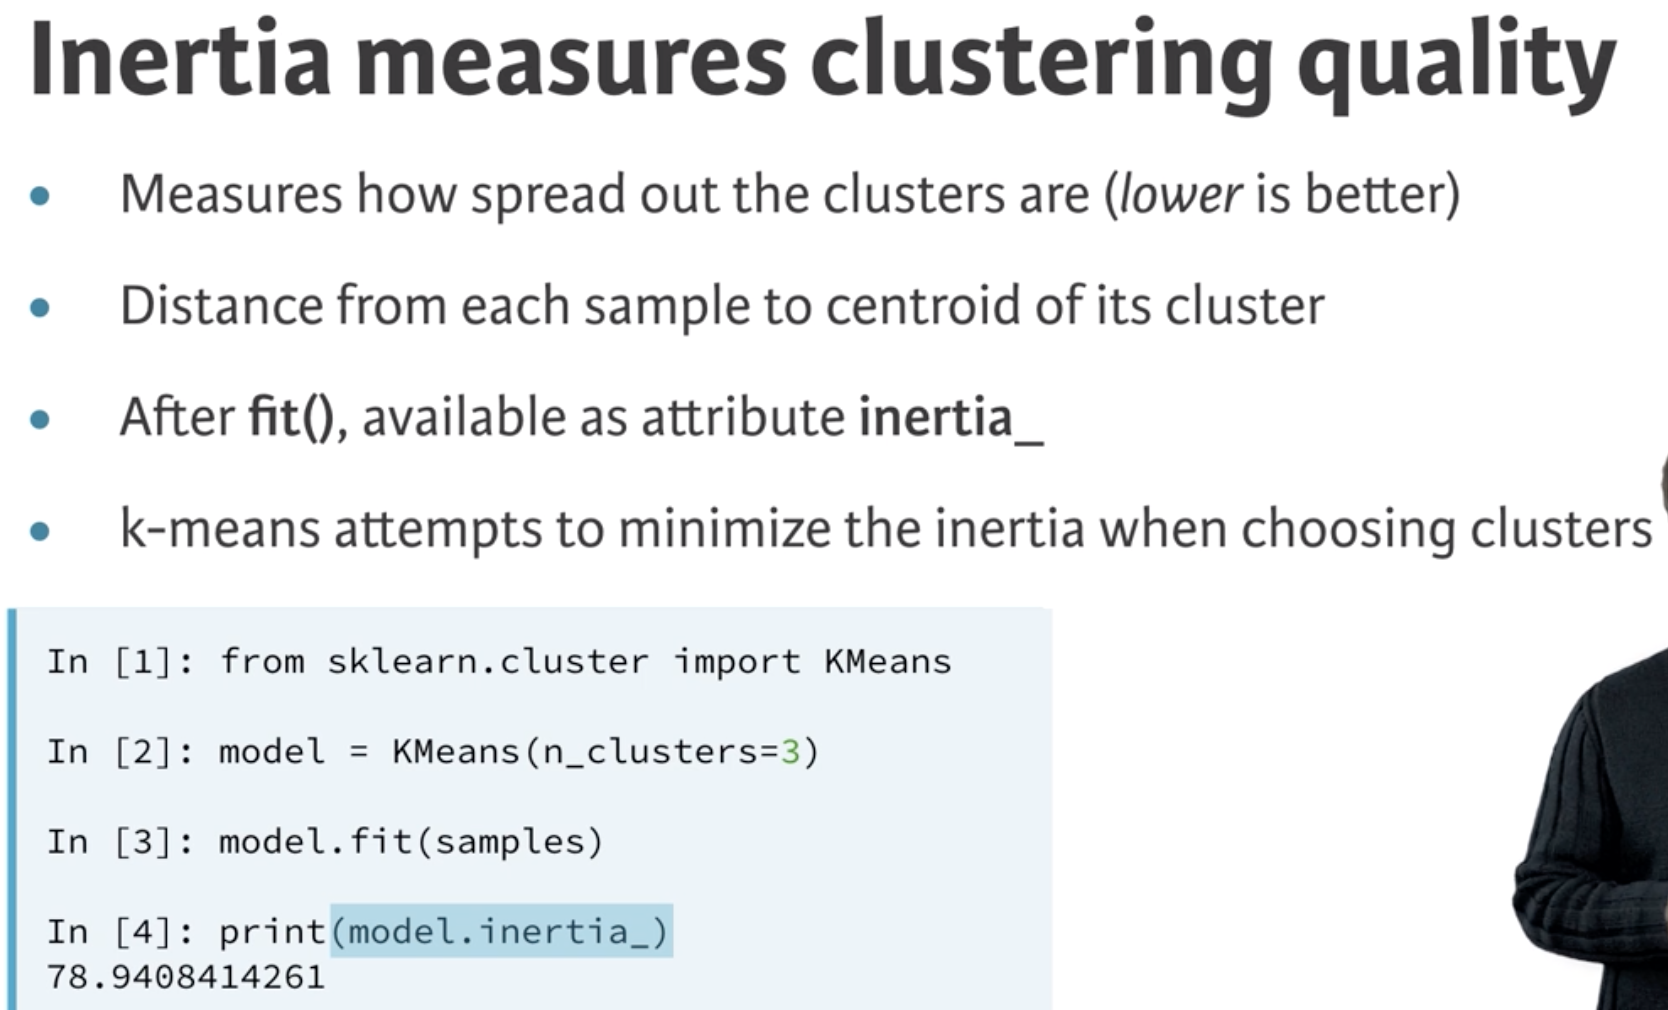 Inertia measures clustering quality
• Measures how spread out the clusters are (lower is better)
• Distance from each sample to centroid of its cluster
• After fit(), available as attribute inertia_
• k-means attempts to minimize the inertia when choosing clusters
In [1]: from sklearn.cluster import KMeans
In [2]: model = KMeans(n_clusters=3)
In [3]: model.fit(samples)
In [4]: print(model.inertia_)
78.9408414261